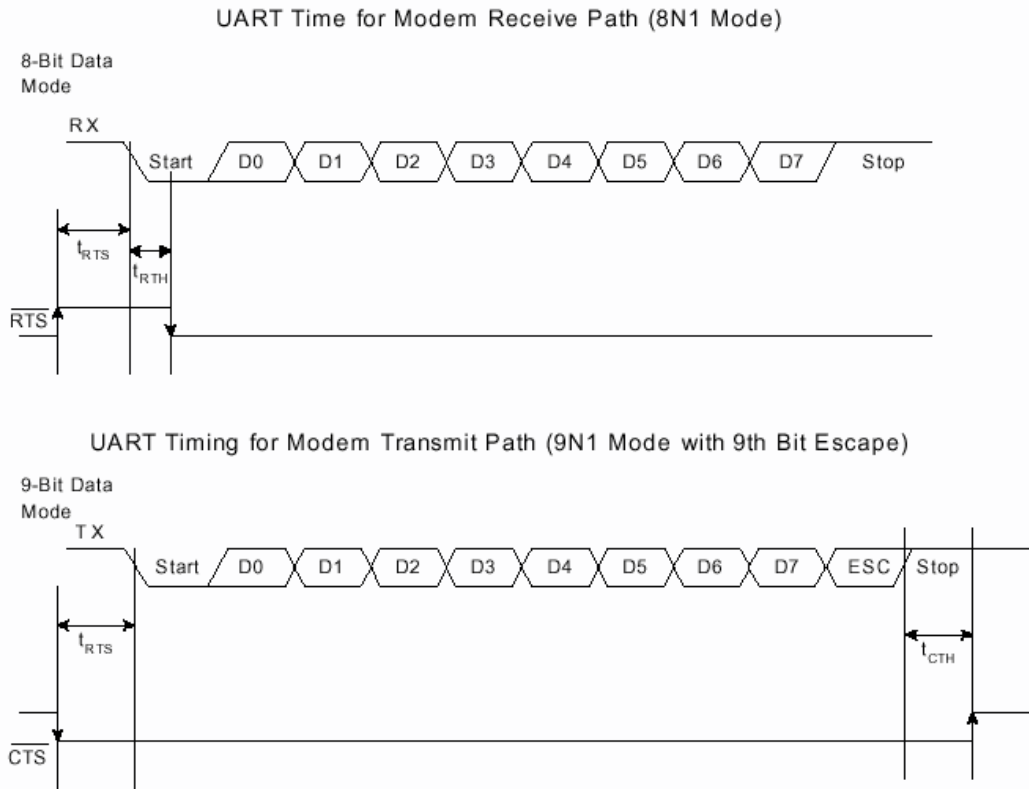 UART Time for Modem Receive Path (8N1 Mode)
8-Bit Data
Mode
RX
Start D0 D1 D2 D3 D4 D5 D6 D7 Stop
tRTS
tRTH
RTS
UART Timing for Modem Transmit Path (9N1 Mode with 9th Bit Escape)
9-Bit Data
Mode
TX
Start D0 D1 D2 D3 D4 D5 D6 D7 ESC Stop
tRTS
tCTH
CTS